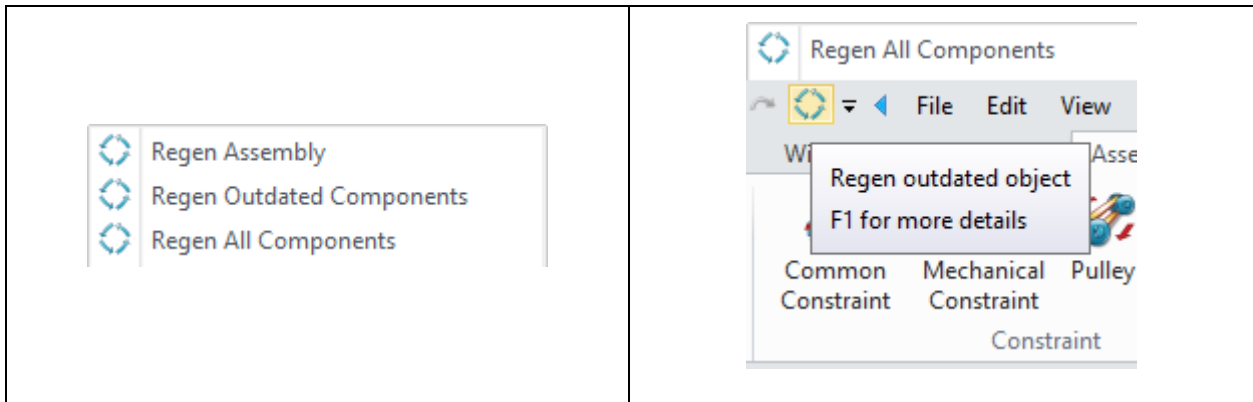 Regen Assembly
Regen Outdated Components
Regen All Components
Regen All Components
File Edit View
Regen outdated object
F1 for more details
Common Mechanical Pulley
Constraint Constraint
Constraint